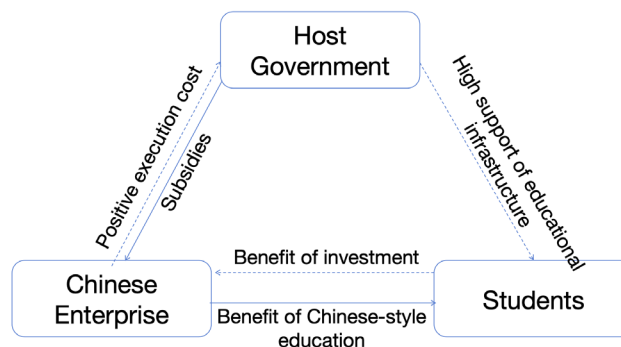 Host
Government
Positive execution cost
Subsidies
High support of educational
infrastructure
Benefit of investment
Chinese
Enterprise
Students
Benefit of Chinese-style
education